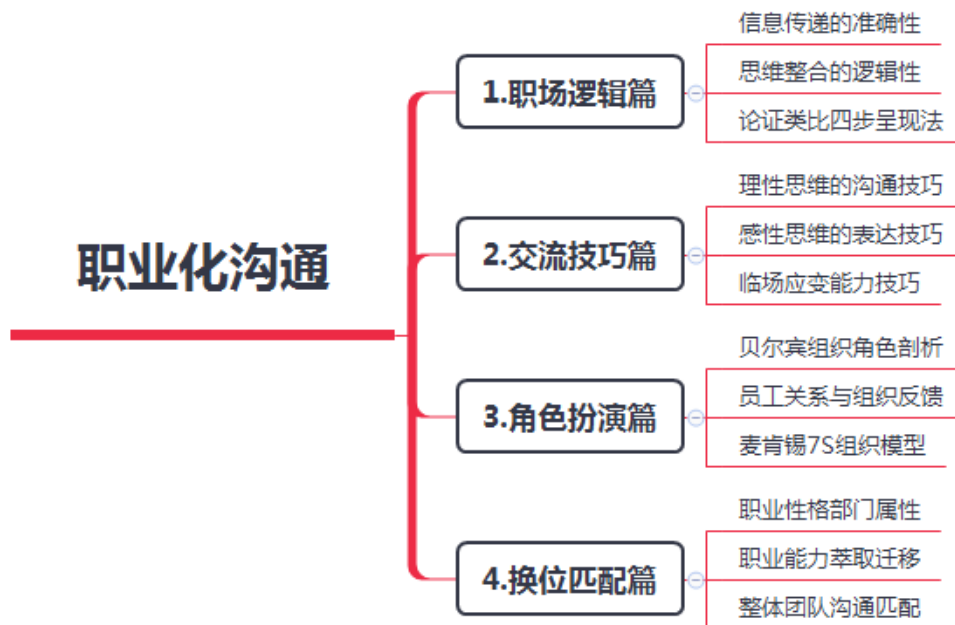 职业化沟通
1.职场逻辑篇
信息传递的准确性
思维整合的逻辑性
论证类比四步呈现法
2.交流技巧篇
理性思维的沟通技巧
感性思维的表达技巧
临场应变能力技巧
3.角色扮演篇
贝尔宾组织角色剖析
员工关系与组织反馈
麦肯锡7S组织模型
4.换位匹配篇
职业性格部门属性
职业能力萃取迁移
整体团队沟通匹配